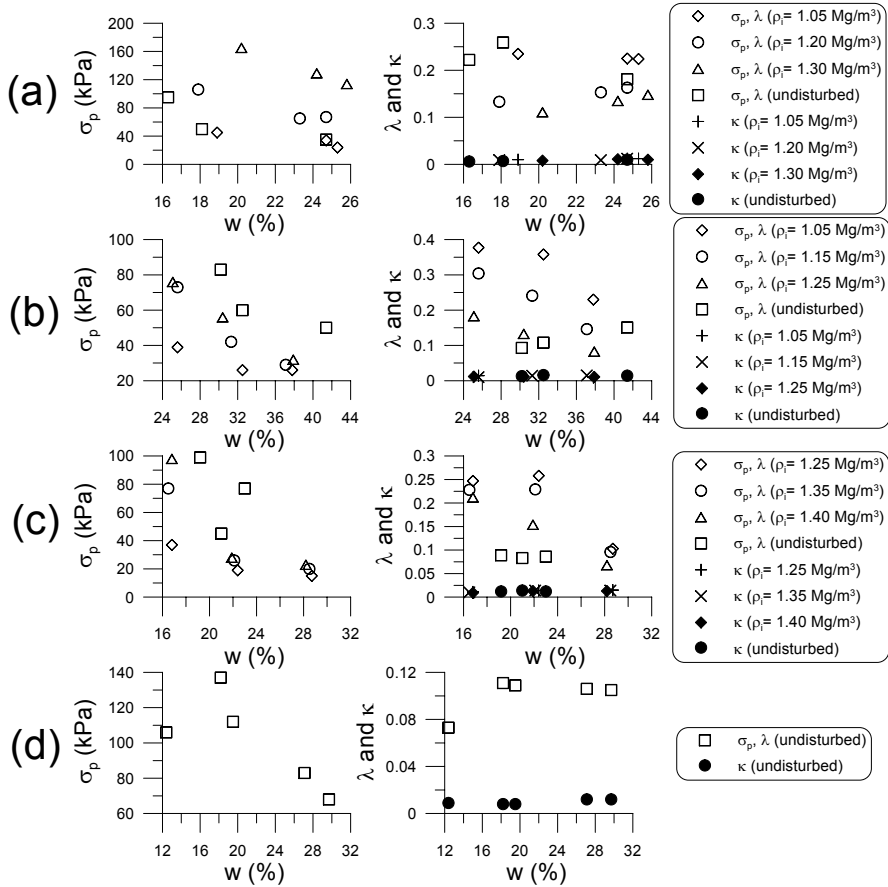 (a)
σp (kPa)
200
160
120
80
40
0
16 18 20 22 24 26
w (%)
λ and κ
0.3
0.2
0.1
0
16 18 20 22 24 26
w (%)
σp, λ (ρi= 1.05 Mg/m³)
σp, λ (ρi= 1.20 Mg/m³)
σp, λ (ρi= 1.30 Mg/m³)
σp, λ (undisturbed)
κ (ρi= 1.05 Mg/m³)
κ (ρi= 1.20 Mg/m³)
κ (ρi= 1.30 Mg/m³)
κ (undisturbed)
(b)
σp (kPa)
100
80
60
40
20
24 28 32 36 40 44
w (%)
λ and κ
0.4
0.3
0.2
0.1
0
24 28 32 36 40 44
w (%)
σp, λ (ρi= 1.05 Mg/m³)
σp, λ (ρi= 1.15 Mg/m³)
σp, λ (ρi= 1.25 Mg/m³)
σp, λ (undisturbed)
κ (ρi= 1.05 Mg/m³)
κ (ρi= 1.15 Mg/m³)
κ (ρi= 1.25 Mg/m³)
κ (undisturbed)
(c)
σp (kPa)
100
80
60
40
20
0
16 20 24 28 32
w (%)
λ and κ
0.3
0.25
0.2
0.15
0.1
0.05
0
16 20 24 28 32
w (%)
σp, λ (ρi= 1.25 Mg/m³)
σp, λ (ρi= 1.35 Mg/m³)
σp, λ (ρi= 1.40 Mg/m³)
σp, λ (undisturbed)
κ (ρi= 1.25 Mg/m³)
κ (ρi= 1.35 Mg/m³)
κ (ρi= 1.40 Mg/m³)
κ (undisturbed)
(d)
σp (kPa)
140
120
100
80
60
12 16 20 24 28 32
w (%)
λ and κ
0.12
0.08
0.04
0
12 16 20 24 28 32
w (%)
σp, λ (undisturbed)
κ (undisturbed)